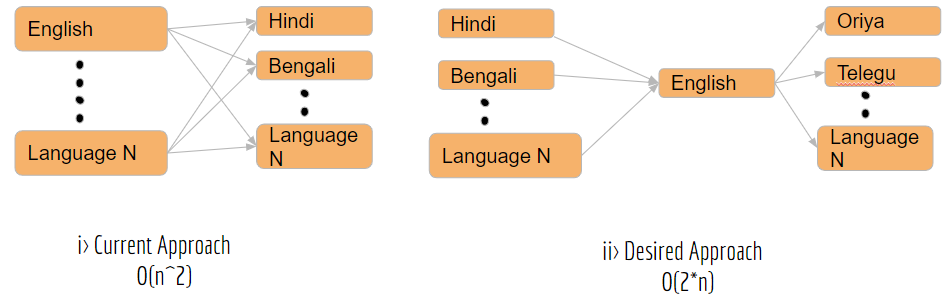 English
Language N
Hindi
Bengali
Language
N
i> Current Approach
O(n^2)
Hindi
Bengali
Language N
English
Oriya
Telegu
Language
N
ii> Desired Approach
O(2*n)